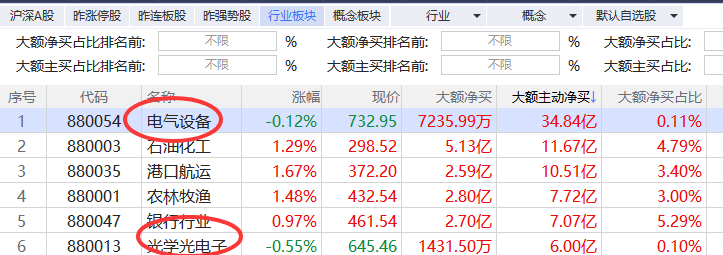 沪深A股 昨涨停股 昨连板股 昨强势股 行业板块 概念板块 行业 概念 默认自选股
大额净买占比排名前: 不限 % 大额净买排名前: 不限 % 大额净买占比:
大额主买占比排名前: 不限 % 大额主买排名前: 不限 % 大额主买占比:
序号 代码 名称 涨幅 现价 大额净买 大额主动净买↓ 大额净买占比
1 880054 电气设备 -0.12% 732.95 7235.99万 34.84亿 0.11%
2 880003 石油化工 1.29% 298.52 5.13亿 11.67亿 4.79%
3 880035 港口航运 1.67% 372.20 2.59亿 10.51亿 3.40%
4 880001 农林牧渔 1.48% 432.54 2.80亿 7.72亿 3.00%
5 880047 银行行业 0.97% 461.54 2.70亿 7.07亿 5.29%
6 880013 光学光电子 -0.55% 645.46 1431.50万 6.00亿 0.10%